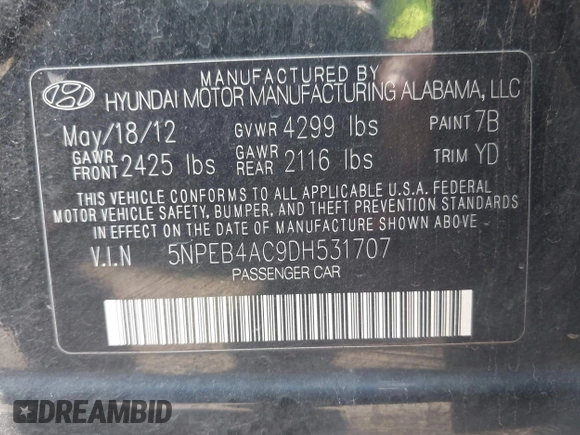 MANUFACTURED BY
HYUNDAI MOTOR MANUFACTURING ALABAMA, LLC
May/18/12 GVWR 4299 lbs PAINT 7B
GAWR FRONT 2425 lbs GAWR REAR 2116 lbs TRIM YD
THIS VEHICLE CONFORMS TO ALL APPLICABLE U.S.A. FEDERAL
MOTOR VEHICLE SAFETY, BUMPER, AND THEFT PREVENTION STANDARDS
IN EFFECT ON THE DATE OF MANUFACTURE SHOWN ABOVE.
V.I.N 5NPEB4AC9DH531707
PASSENGER CAR
DREAMBID